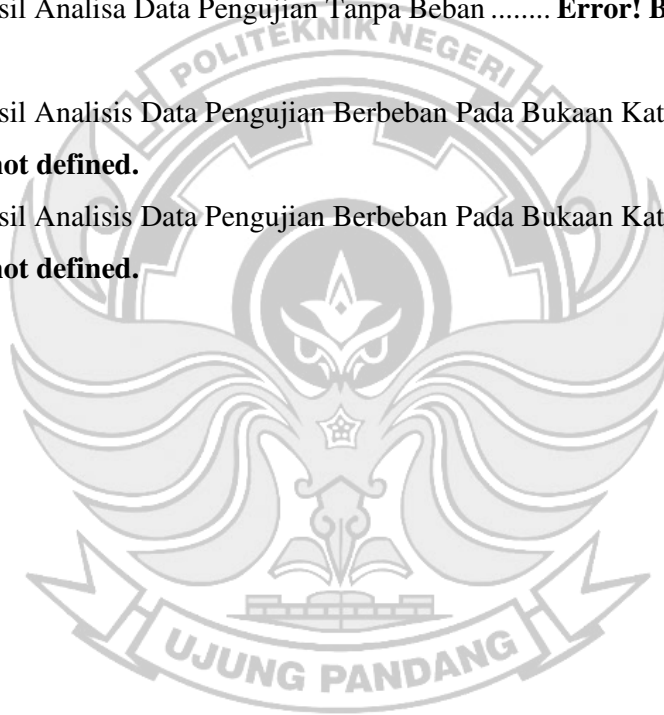 sil Analisa Data Pengujian Tanpa Beban ........ Error! B
POLITEKNIK NEGERI
sil Analisis Data Pengujian Berbeban Pada Bukaan Kat
not defined.
sil Analisis Data Pengujian Berbeban Pada Bukaan Kat
not defined.
UJUNG PANDANG